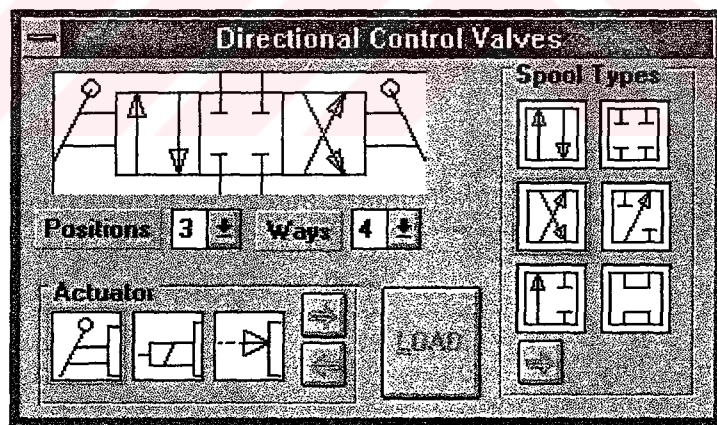 Directional Control Valves
Spool Types
Positions 3 Ways 4
Actuator
LOAD